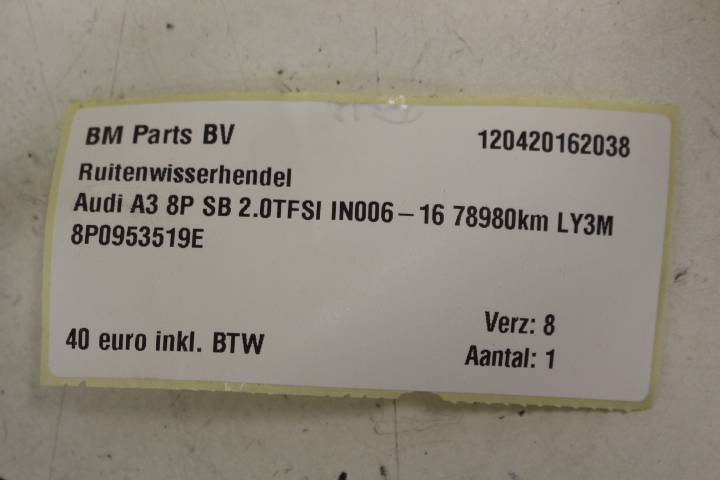 BM Parts BV 120420162038
Ruitenwisserhendel
Audi A3 8P SB 2.0TFSI IN006-16 78980km LY3M
8P0953519E
Verz: 8
40 euro inkl. BTW
Aantal: 1